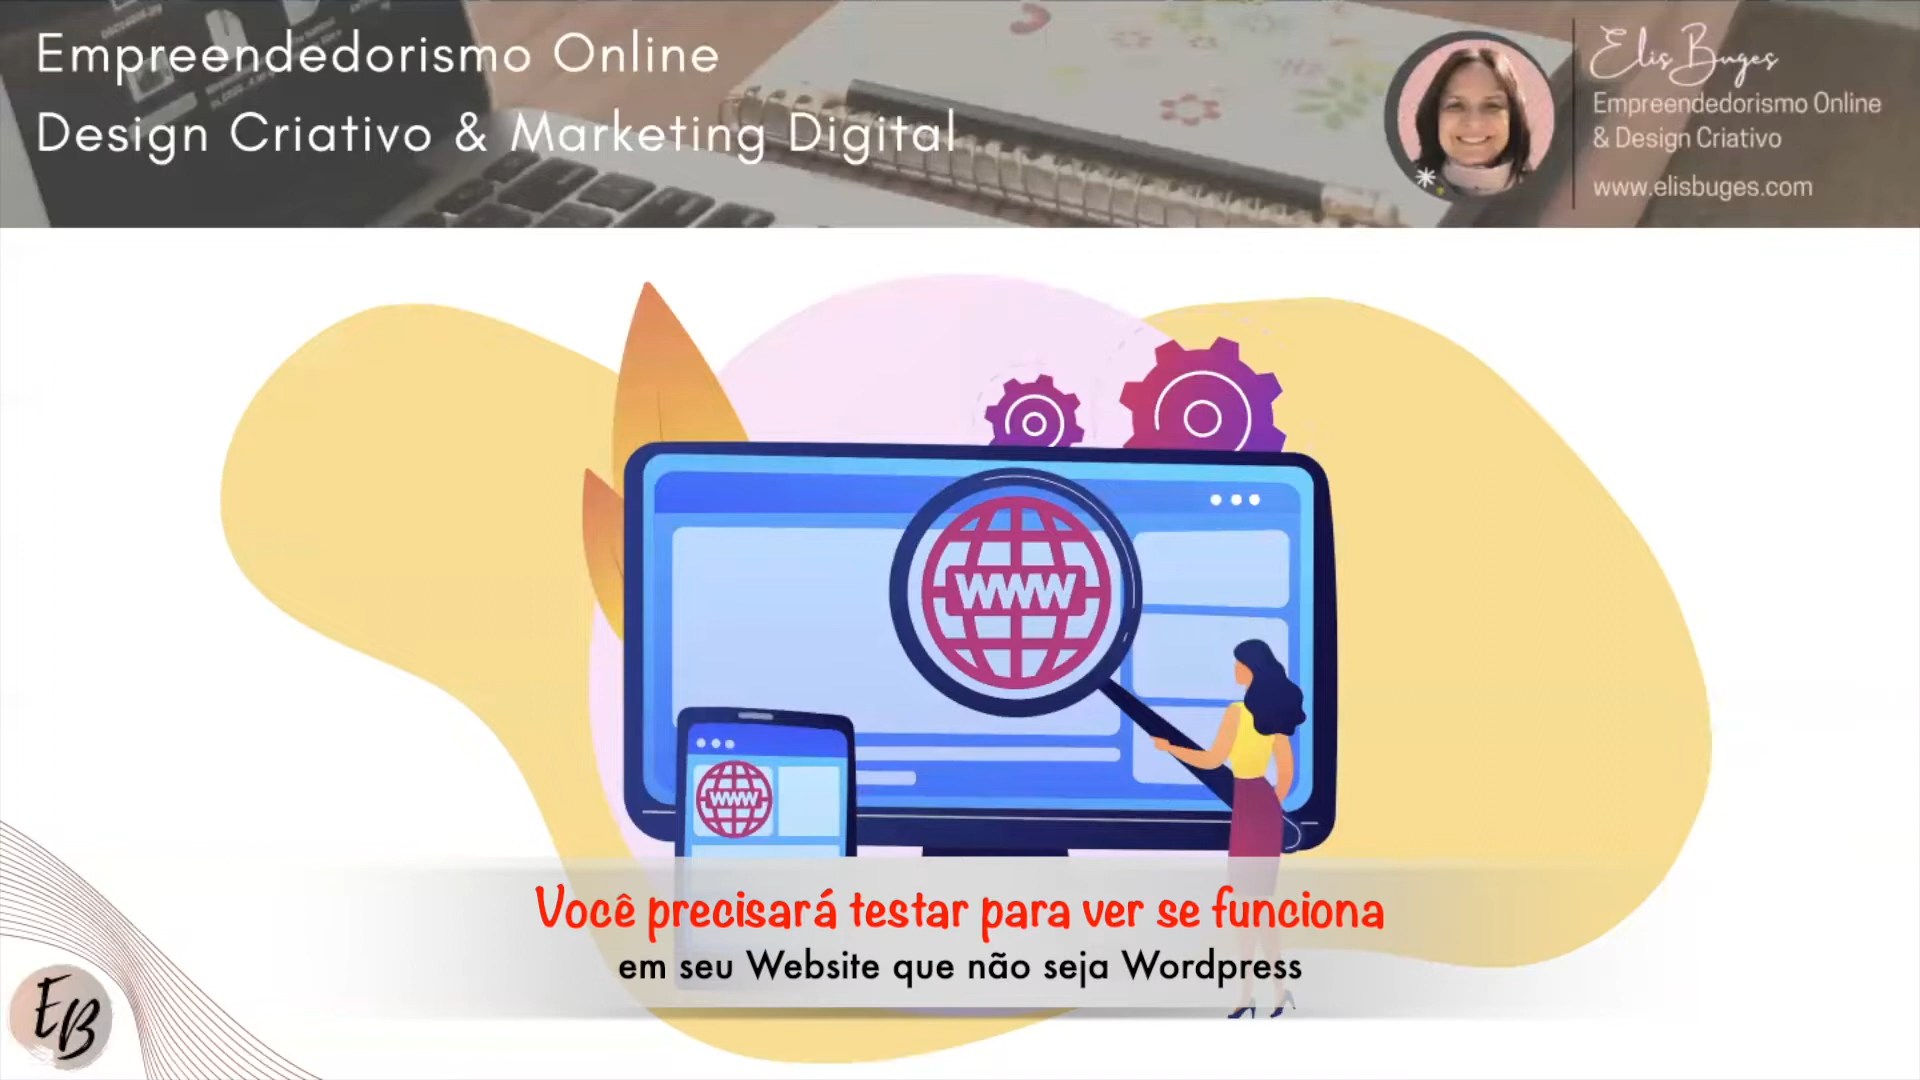 Empreendedorismo Online
Design Criativo & Marketing Digital
Elis Buges
Empreendedorismo Online
& Design Criativo
www.elisbuges.com
WWW
WWW
Você precisará testar para ver se funciona
em seu Website que não seja Wordpress
EB